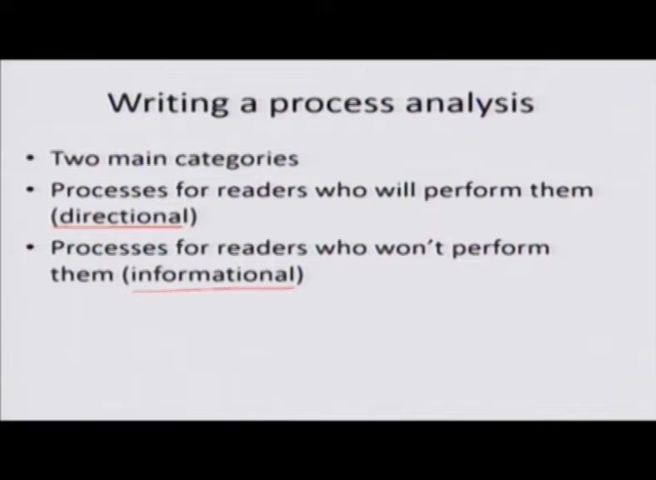 Writing a process analysis
• Two main categories
• Processes for readers who will perform them
(directional)
• Processes for readers who won't perform
them (informational)